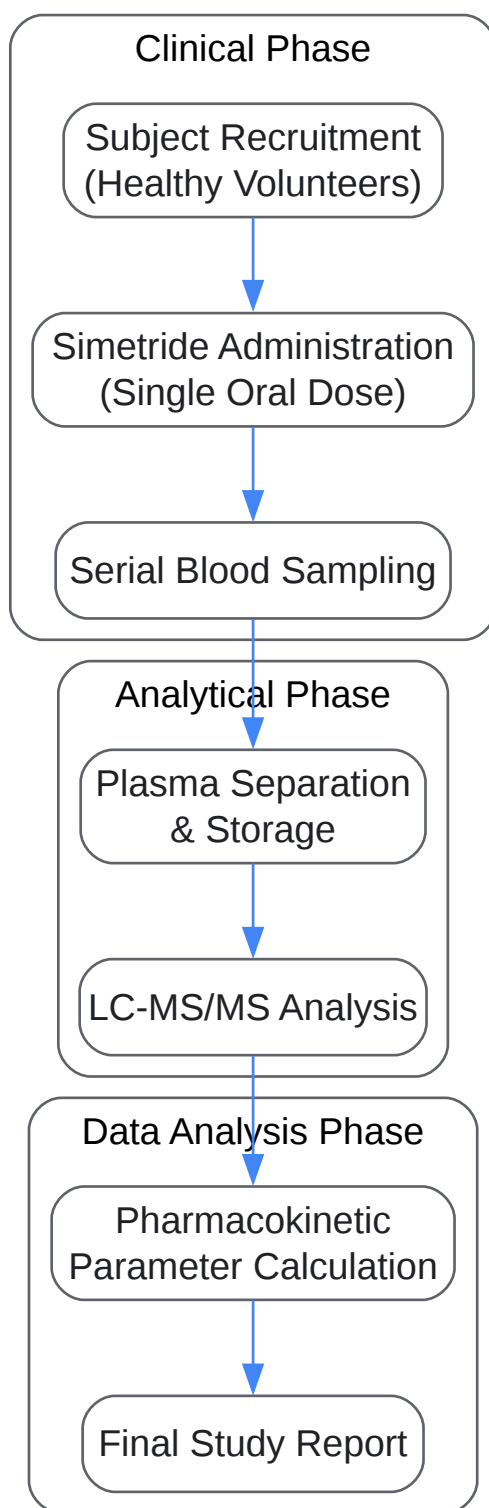 Clinical Phase
Subject Recruitment
(Healthy Volunteers)
Simetride Administration
(Single Oral Dose)
Serial Blood Sampling
Analytical Phase
Plasma Separation
& Storage
LC-MS/MS Analysis
Data Analysis Phase
Pharmacokinetic
Parameter Calculation
Final Study Report